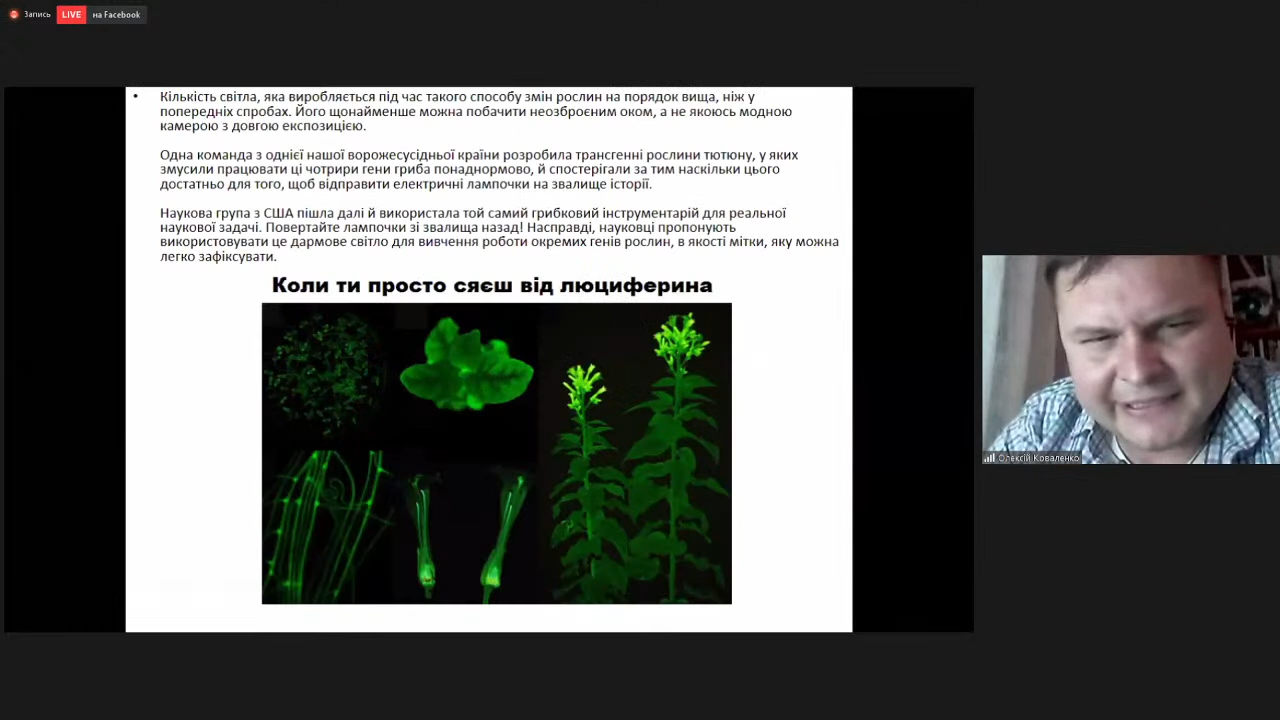 Запись
LIVE на Facebook
• Кількість світла, яка виробляється під час такого способу змін рослин на порядок вища, ніж у
попередніх спробах. Його щонайменше можна побачити неозброєним оком, а не якоюсь модною
камерою з довгою експозицією.
Одна команда з однієї нашої ворожесусідньої країни розробила трансгенні рослини тютюну, у яких
змусили працювати ці чотрири гени гриба понаднормово, й спостерігали за тим наскільки цього
достатньо для того, щоб відправити електричні лампочки на звалище історії.
Наукова група з США пішла далі й використала той самий грибковий інструментарій для реальної
наукової задачі. Повертайте лампочки зі звалища назад! Насправді, науковці пропонують
використовувати це дармове світло для вивчення роботи окремих генів рослин, в якості мітки, яку можна
легко зафіксувати.
Коли ти просто сяєш від люциферина
Олексій Коваленко